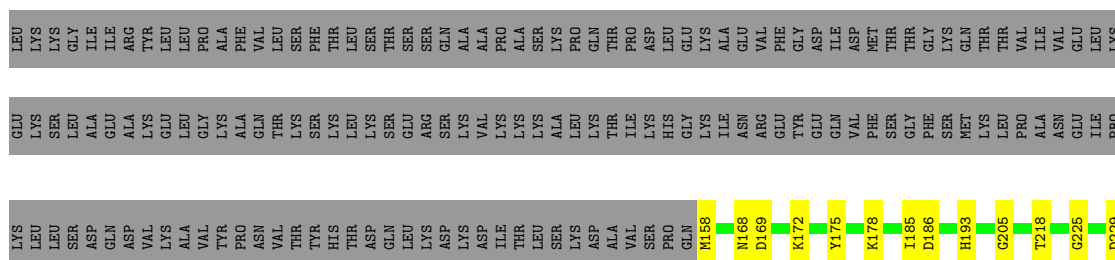 LEU LYS LYS GLY ILE ILE ARG TYR LEU LEU PRO ALA PHE VAL LEU SER PHE THR LEU SER THR SER SER GLN ALA ALA PRO ALA SER LYS PRO GLN THR PRO ASP LEU GLU LYS ALA GLU VAL PHE GLY ASP ILE ASP MET THR THR GLY LYS GLN THR THR VAL ILE VAL GLU LEU LYS
GLU LYS SER LEU ALA GLU ALA LYS GLU LEU GLY LYS ALA GLN THR LYS SER LYS LEU LYS SER GLU ARG SER LYS VAL LYS LYS LYS ALA LEU LYS THR ILE LYS HIS GLY LYS ILE ASN ARG GLU TYR GLU GLN VAL PHE SER GLY PHE SER MET LYS LEU PRO ALA ASN GLU ILE PRO
LYS LEU LEU SER ASP GLN ASP VAL LYS ALA VAL TYR PRO ASN VAL THR TYR HIS THR ASP GLN LEU LYS ASP LYS ASP ILE THR LEU SER LYS ASP ALA VAL SER PRO GLN M158 N168 D169 K172 Y175 K178 I185 D186 H193 G205 T218 G225 D229